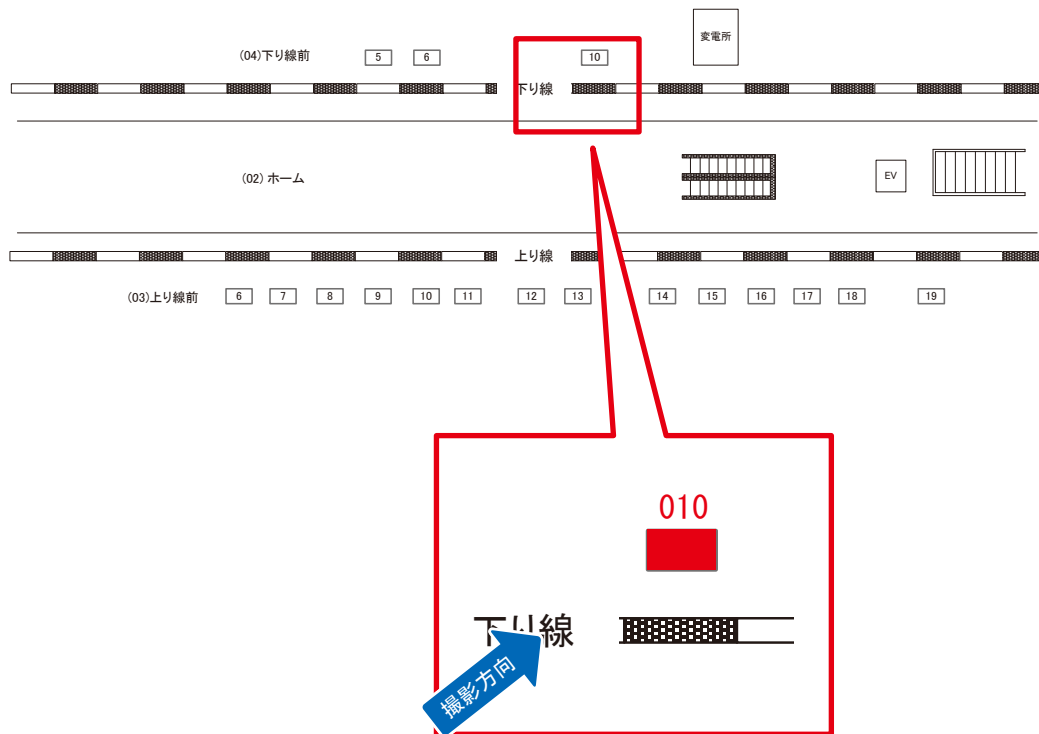 変電所
(04)下り線前 5 6 10
下り線
(02) ホーム
EV
上り線
(03)上り線前 6 7 8 9 10 11 12 13 14 15 16 17 18 19
010
下り線
撮影方向